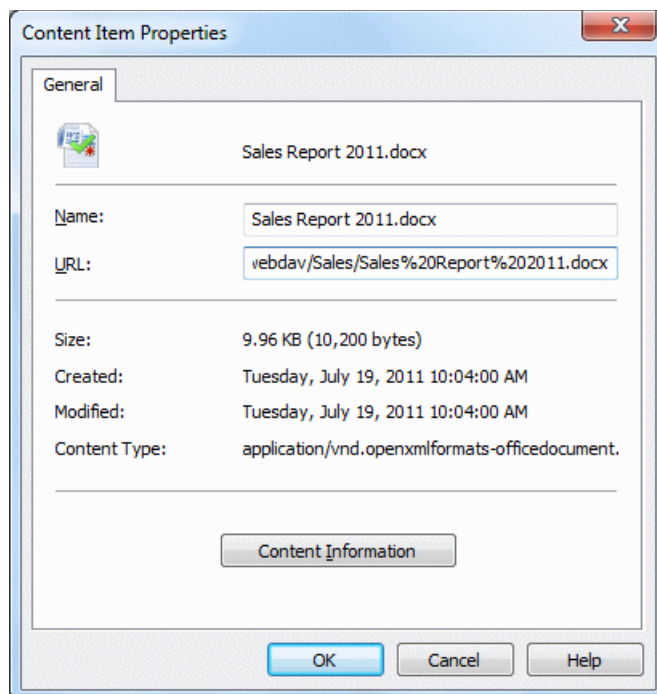 Content Item Properties
General
Sales Report 2011.docx
Name: Sales Report 2011.docx
URL: /Sales/Sales%20Report%202011.docx
Size: 9.96 KB (10,200 bytes)
Created: Tuesday, July 19, 2011 10:04:00 AM
Modified: Tuesday, July 19, 2011 10:04:00 AM
Content Type: application/vnd.openxmlformats-officedocument.
Content Information
OK Cancel Help